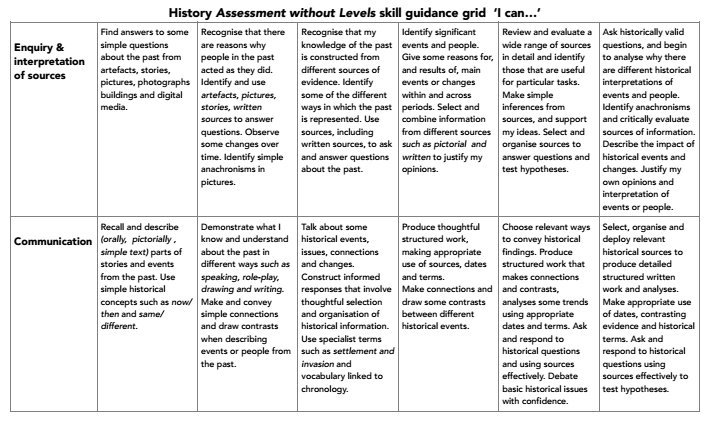 History Assessment without Levels skill guidance grid 'I can…'
Enquiry &
interpretation
of sources
Find answers to some
simple questions
about the past from
artefacts, stories,
pictures, photographs
buildings and digital
media.
Recognise that there
are reasons why
people in the past
acted as they did.
Identify and use
artefacts, pictures,
stories, written
sources to answer
questions. Observe
some changes over
time. Identify simple
anachronisms in
pictures.
Recognise that my
knowledge of the past
is constructed from
different sources of
evidence. Identify
some of the different
ways in which the past
is represented. Use
sources, including
written sources, to ask
and answer questions
about the past.
Identify significant
events and people.
Give some reasons for,
and results of, main
events or changes
within and across
periods. Select and
combine information
from different sources
such as pictorial and
written to justify my
opinions.
Review and evaluate a
wide range of sources
in detail and identify
those that are useful
for particular tasks.
Make simple
inferences from
sources, and support
my ideas. Select and
organise sources to
answer questions and
test hypotheses.
Ask historically valid
questions, and begin
to analyse why there
are different historical
interpretations of
events and people.
Identify anachronisms
and critically evaluate
sources of information.
Describe the impact of
historical events and
changes. Justify my
own opinions and
interpretation of
events or people.
Communication
Recall and describe
(orally, pictorially ,
simple text) parts of
stories and events
from the past. Use
simple historical
concepts such as now/
then and same/
different.
Demonstrate what I
know and understand
about the past in
different ways such as
speaking, role-play,
drawing and writing.
Make and convey
simple connections
and draw contrasts
when describing
events or people from
the past.
Talk about some
historical events,
issues, connections
and changes.
Construct informed
responses that involve
thoughtful selection
and organisation of
historical information.
Use specialist terms
such as settlement and
invasion and
vocabulary linked to
chronology.
Produce thoughtful
structured work,
making appropriate
use of sources, dates
and terms.
Make connections and
draw some contrasts
between different
historical events.
Choose relevant ways
to convey historical
findings. Produce
structured work that
makes connections
and contrasts,
analyses some trends
using appropriate
dates and terms. Ask
and respond to
historical questions
and using sources
effectively. Debate
basic historical issues
with confidence.
Select, organise and
deploy relevant
historical sources to
produce detailed
structured written
work and analyses.
Make appropriate use
of dates, contrasting
evidence and historical
terms. Ask and
respond to historical
questions using
sources effectively to
test hypotheses.